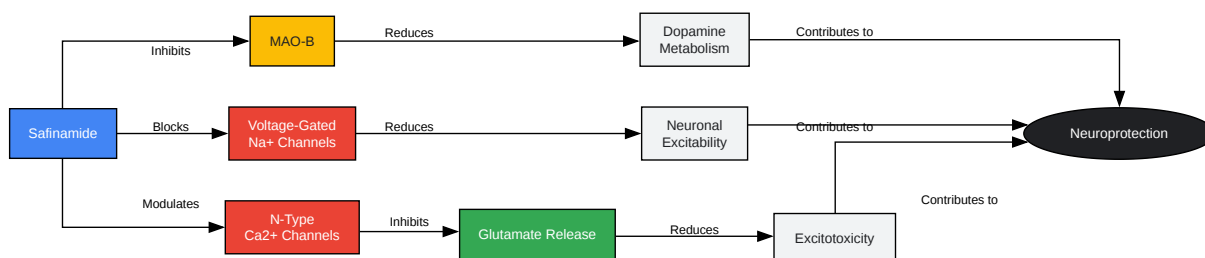 Inhibits
MAO-B
Reduces
Dopamine
Metabolism
Contributes to
Safinamide
Blocks
Voltage-Gated
Na+ Channels
Reduces
Neuronal
Excitability
Contributes to
Neuroprotection
Modulates
N-Type
Ca2+ Channels
Inhibits
Glutamate Release
Reduces
Excitotoxicity
Contributes to